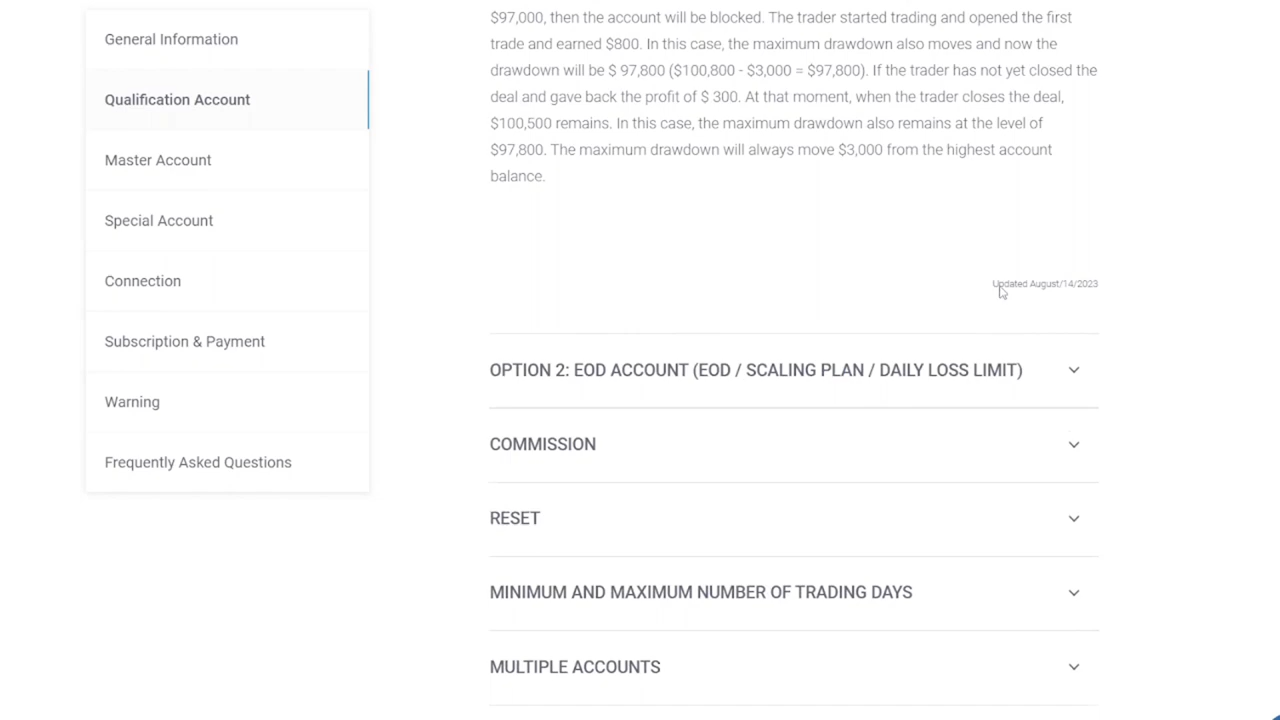 General Information
Qualification Account
Master Account
Special Account
Connection
Subscription & Payment
Warning
Frequently Asked Questions
$97,000, then the account will be blocked. The trader started trading and opened the first
trade and earned $800. In this case, the maximum drawdown also moves and now the
drawdown will be $ 97,800 ($100,800 - $3,000 = $97,800). If the trader has not yet closed the
deal and gave back the profit of $ 300. At that moment, when the trader closes the deal,
$100,500 remains. In this case, the maximum drawdown also remains at the level of
$97,800. The maximum drawdown will always move $3,000 from the highest account
balance.
Updated August/14/2023
OPTION 2: EOD ACCOUNT (EOD / SCALING PLAN / DAILY LOSS LIMIT)
COMMISSION
RESET
MINIMUM AND MAXIMUM NUMBER OF TRADING DAYS
MULTIPLE ACCOUNTS